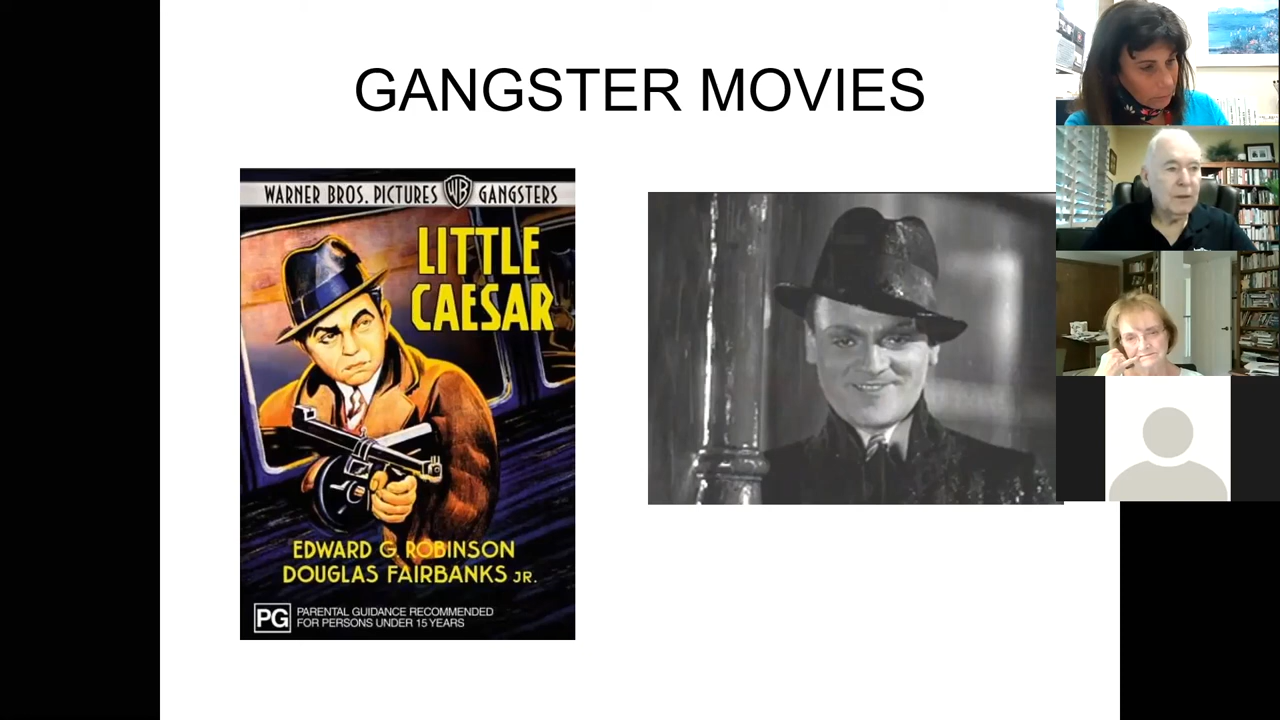 GANGSTER MOVIES
WARNER BROS. PICTURES WB GANGSTERS
LITTLE
CAESAR
EDWARD G. ROBINSON
DOUGLAS FAIRBANKS JR.
PG PARENTAL GUIDANCE RECOMMENDED
FOR PERSONS UNDER 15 YEARS